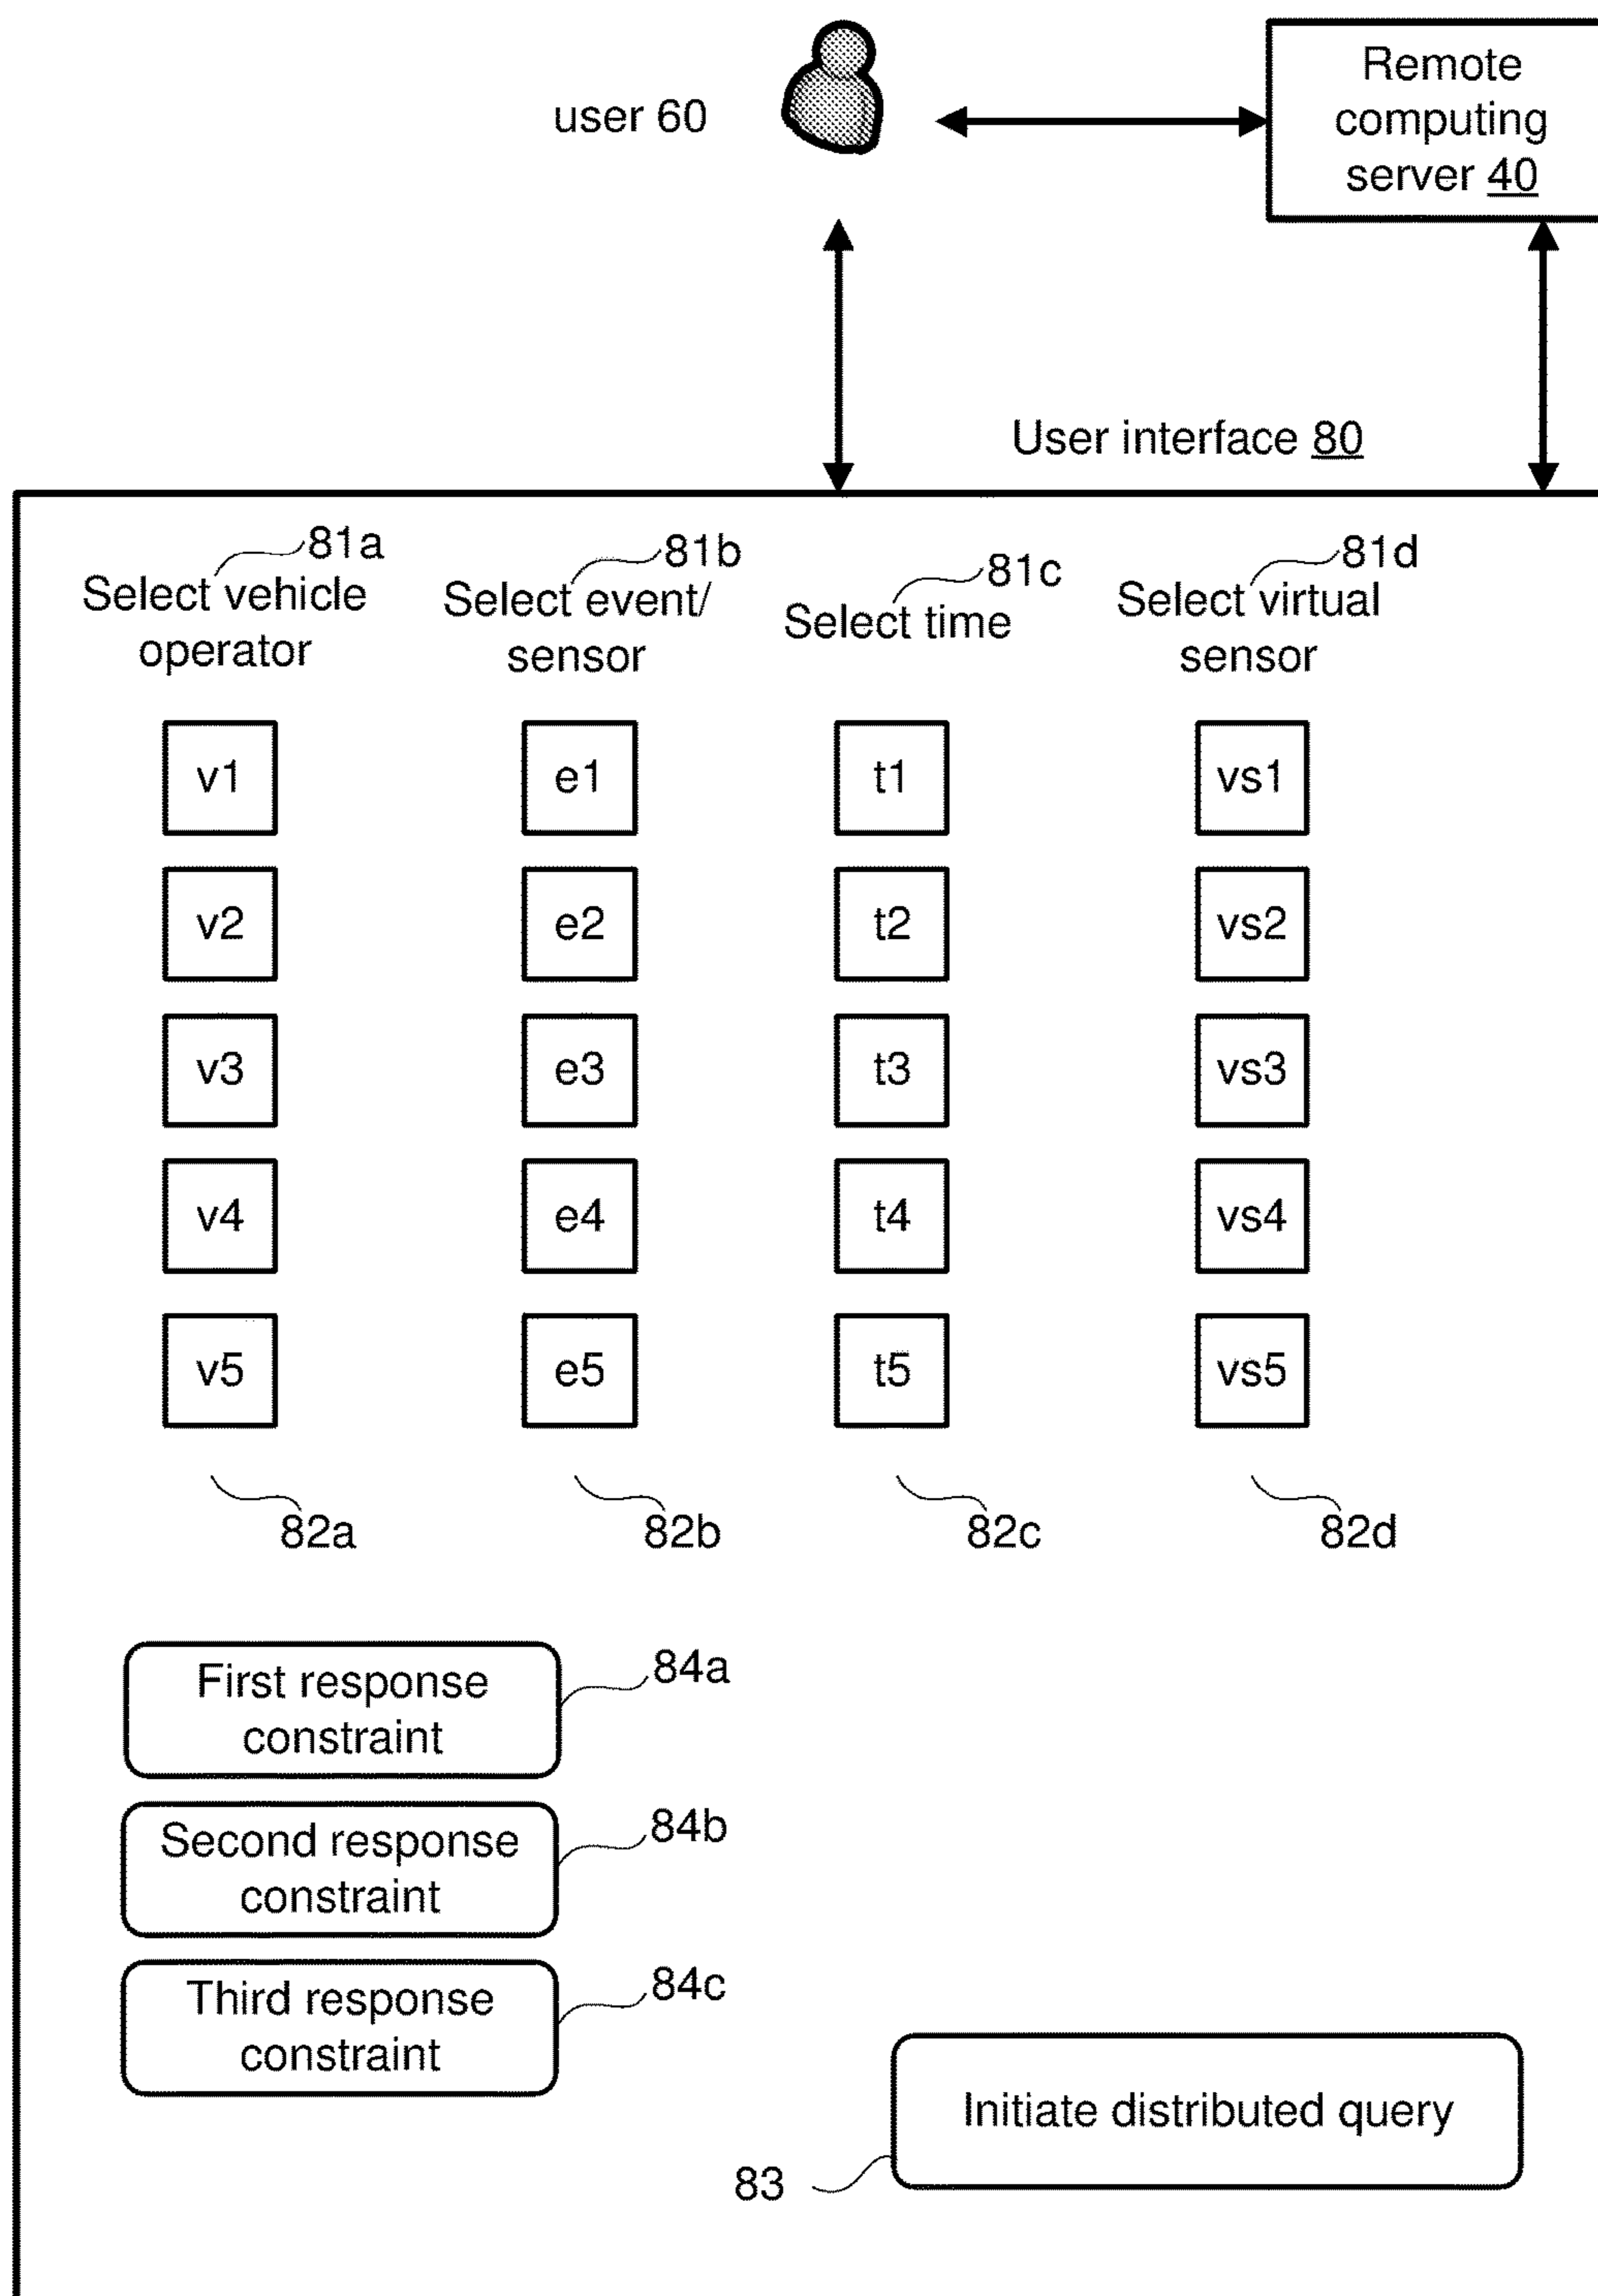 user 60
Remote
computing
server 40
User interface 80
81a
Select vehicle
operator
81b
Select event/
sensor
81c
Select time
81d
Select virtual
sensor
v1 e1 t1 vs1
v2 e2 t2 vs2
v3 e3 t3 vs3
v4 e4 t4 vs4
v5 e5 t5 vs5
82a 82b 82c 82d
First response
constraint
84a
Second response
constraint
84b
Third response
constraint
84c
Initiate distributed query
83